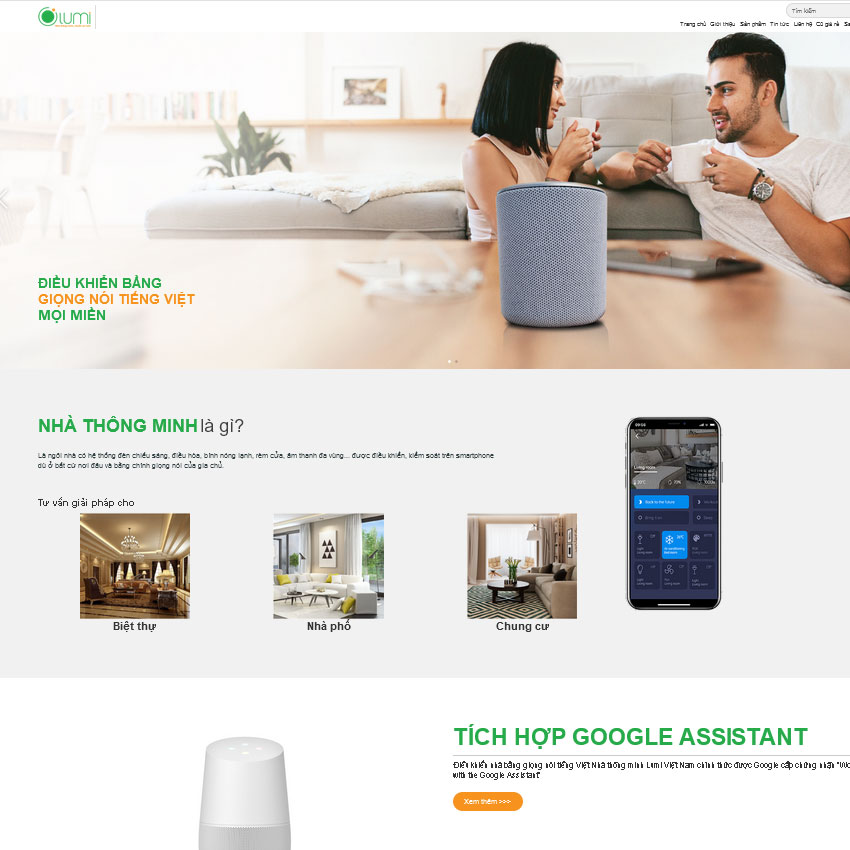 lumi
Tìm kiếm
Trang chủ Giới thiệu Sản phẩm Tin tức Liên hệ Cũ giá rẻ
ĐIỀU KHIỂN BẰNG
GIỌNG NÓI TIẾNG VIỆT
MỌI MIỀN
NHÀ THÔNG MINH là gì?
Là ngôi nhà có hệ thống đèn chiếu sáng, điều hòa, bình nóng lạnh, rèm cửa, âm thanh đa vùng... được điều khiển, kiểm soát trên smartphone
dù ở bất cứ nơi đâu và bằng chính giọng nói của gia chủ.
Tư vấn giải pháp cho
Biệt thự
Nhà phố
Chung cư
Living room
TÍCH HỢP GOOGLE ASSISTANT
Điều khiển nhà bằng giọng nói tiếng Việt Nhà thông minh Lumi Việt Nam chính thức được Google cấp chứng nhận "Wo
with the Google Assistant"
Xem thêm >>>